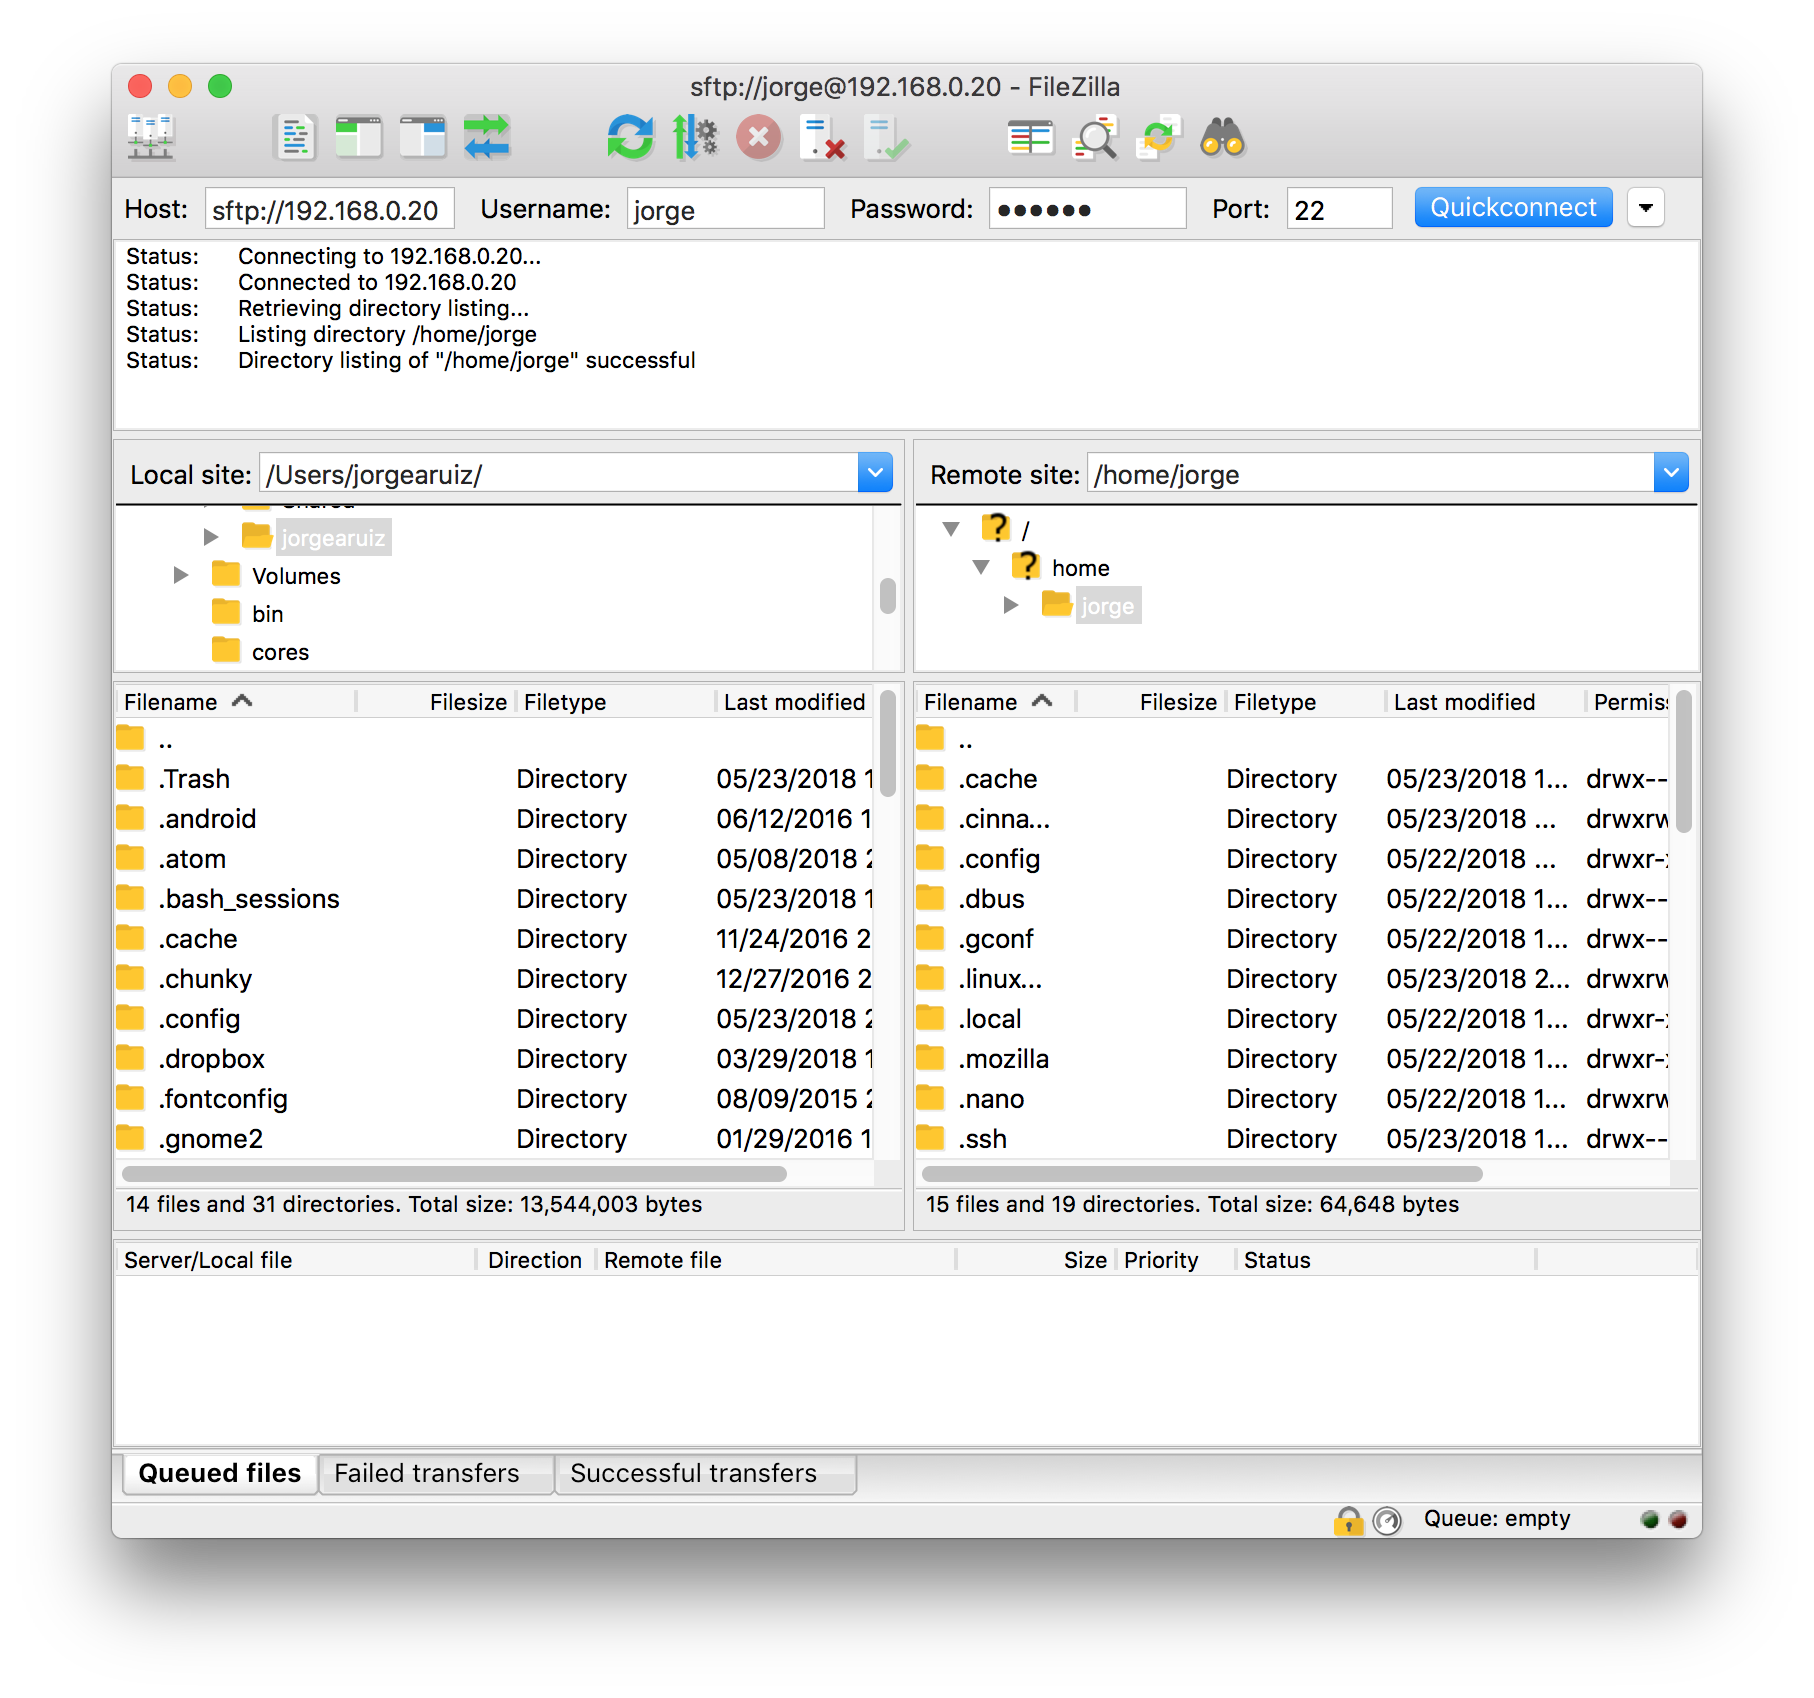 sftp://jorge@192.168.0.20 - FileZilla
Host: sftp://192.168.0.20 Username: jorge Password: •••••• Port: 22 Quickconnect
Status: Connecting to 192.168.0.20...
Status: Connected to 192.168.0.20
Status: Retrieving directory listing...
Status: Listing directory /home/jorge
Status: Directory listing of "/home/jorge" successful
Local site: /Users/jorgearuiz/
Shared
jorgearuiz
Volumes
bin
cores
Remote site: /home/jorge
? /
? home
jorge
Filename Filesize Filetype Last modified
..
.Trash Directory 05/23/2018 1
.android Directory 06/12/2016 1
.atom Directory 05/08/2018 2
.bash_sessions Directory 05/23/2018 1
.cache Directory 11/24/2016 2
.chunky Directory 12/27/2016 2
.config Directory 05/23/2018 2
.dropbox Directory 03/29/2018 1
.fontconfig Directory 08/09/2015 2
.gnome2 Directory 01/29/2016 1
14 files and 31 directories. Total size: 13,544,003 bytes
Filename Filesize Filetype Last modified Permiss
..
.cache Directory 05/23/2018 1... drwx--
.cinna... Directory 05/23/2018 ... drwxrw
.config Directory 05/22/2018 ... drwxr-x
.dbus Directory 05/22/2018 1... drwx--
.gconf Directory 05/22/2018 1... drwx--
.linux... Directory 05/23/2018 2... drwxrw
.local Directory 05/22/2018 1... drwxr-x
.mozilla Directory 05/22/2018 1... drwxr-x
.nano Directory 05/22/2018 1... drwxrw
.ssh Directory 05/23/2018 1... drwx--
15 files and 19 directories. Total size: 64,648 bytes
Server/Local file Direction Remote file Size Priority Status
Queued files Failed transfers Successful transfers
Queue: empty